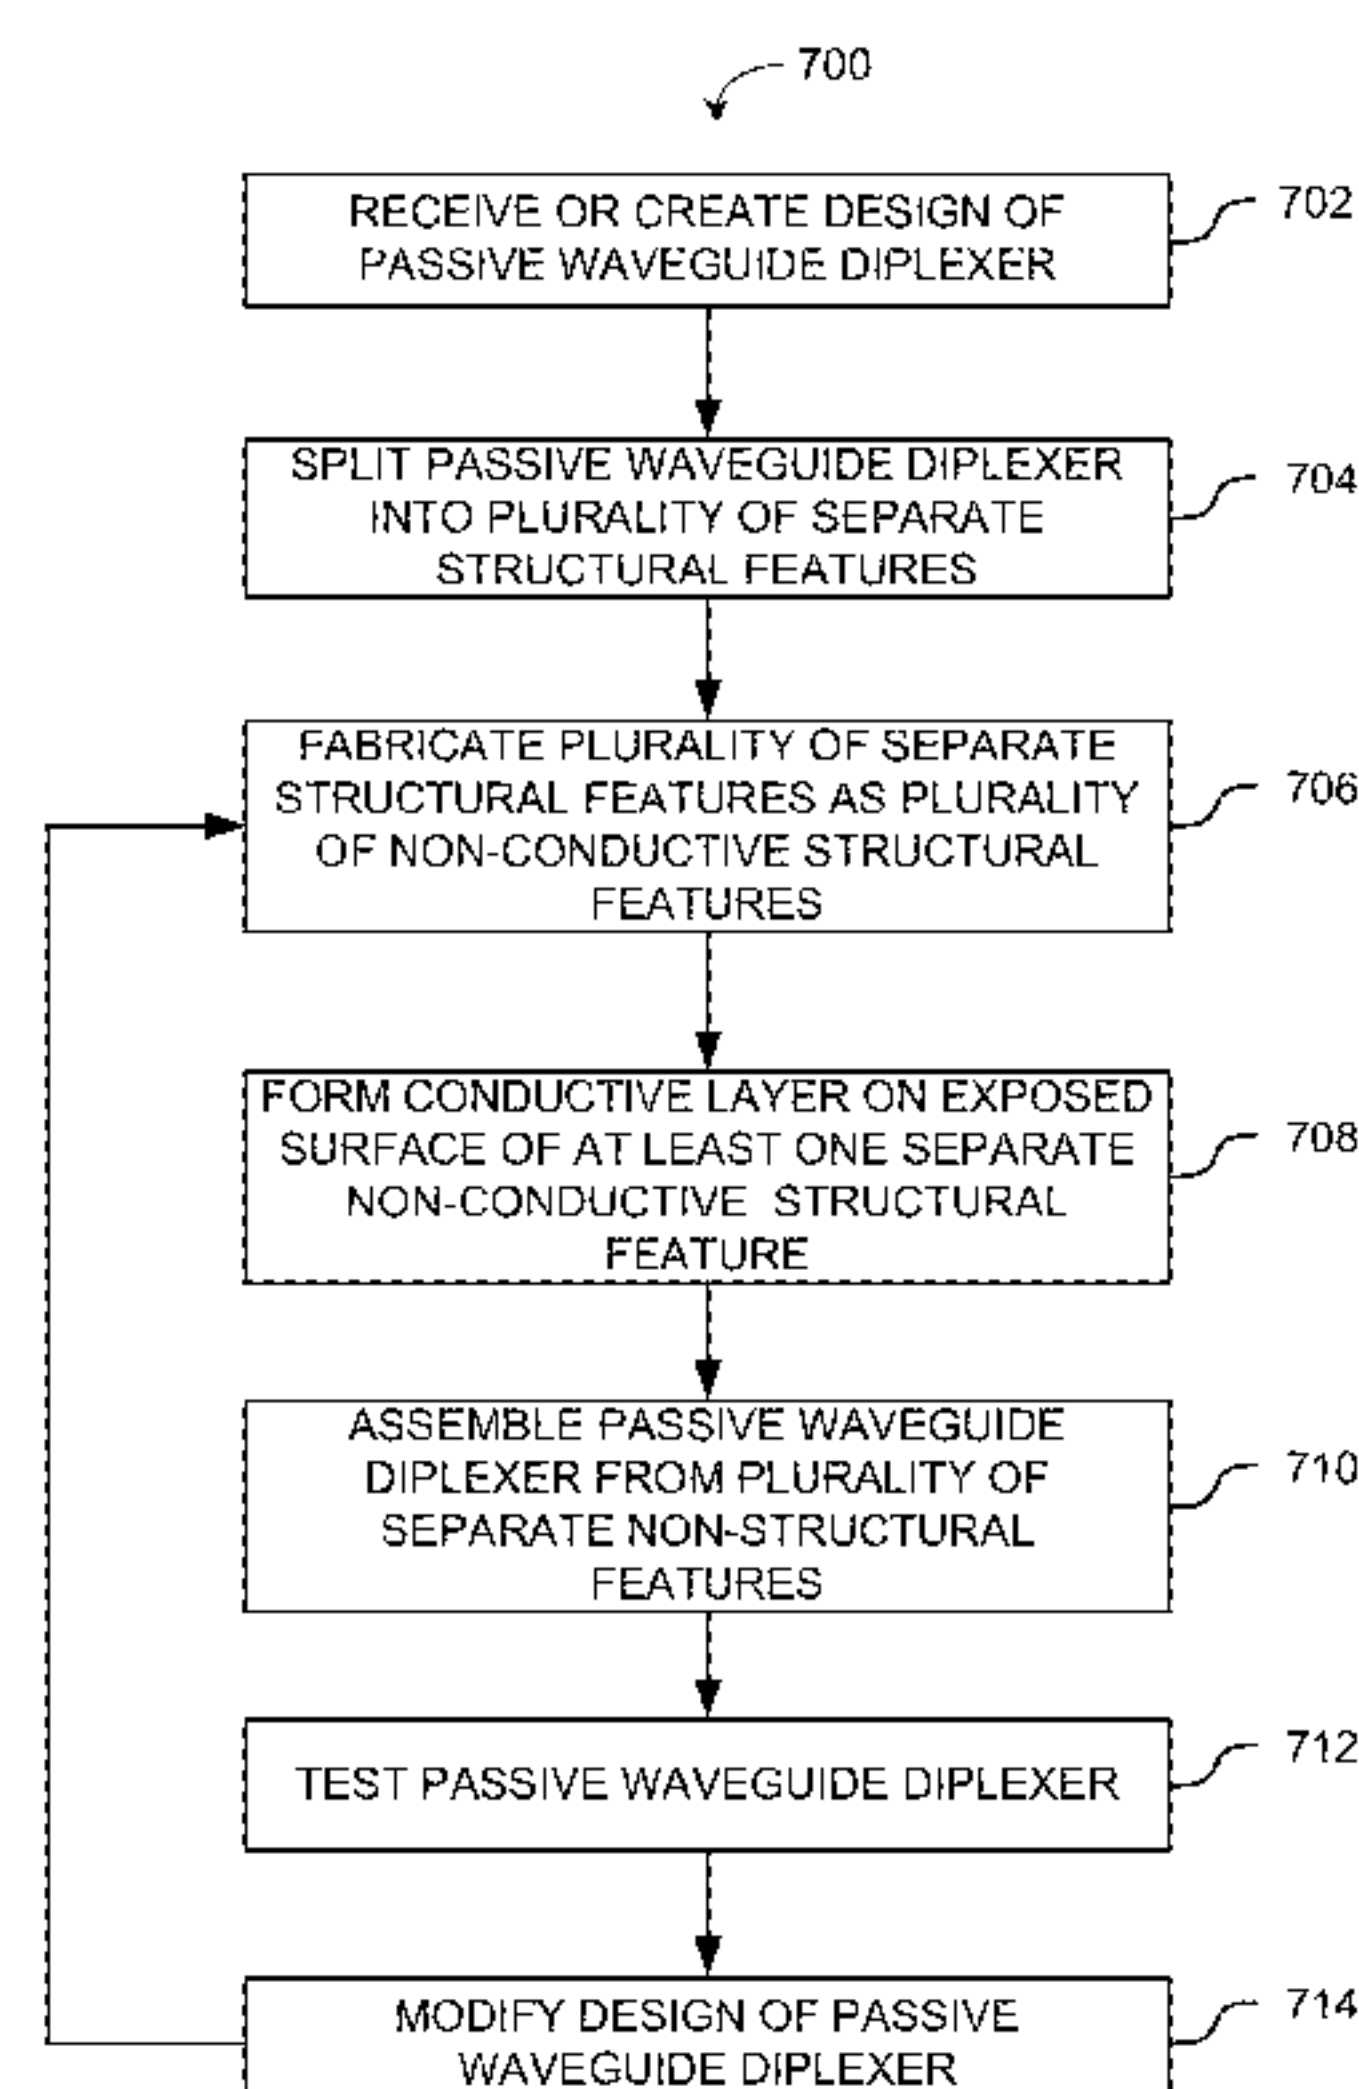 700
RECEIVE OR CREATE DESIGN OF
PASSIVE WAVEGUIDE DIPLEXER
702
SPLIT PASSIVE WAVEGUIDE DIPLEXER
INTO PLURALITY OF SEPARATE
STRUCTURAL FEATURES
704
FABRICATE PLURALITY OF SEPARATE
STRUCTURAL FEATURES AS PLURALITY
OF NON-CONDUCTIVE STRUCTURAL
FEATURES
706
FORM CONDUCTIVE LAYER ON EXPOSED
SURFACE OF AT LEAST ONE SEPARATE
NON-CONDUCTIVE STRUCTURAL
FEATURE
708
ASSEMBLE PASSIVE WAVEGUIDE
DIPLEXER FROM PLURALITY OF
SEPARATE NON-STRUCTURAL
FEATURES
710
TEST PASSIVE WAVEGUIDE DIPLEXER
712
MODIFY DESIGN OF PASSIVE
WAVEGUIDE DIPLEXER
714